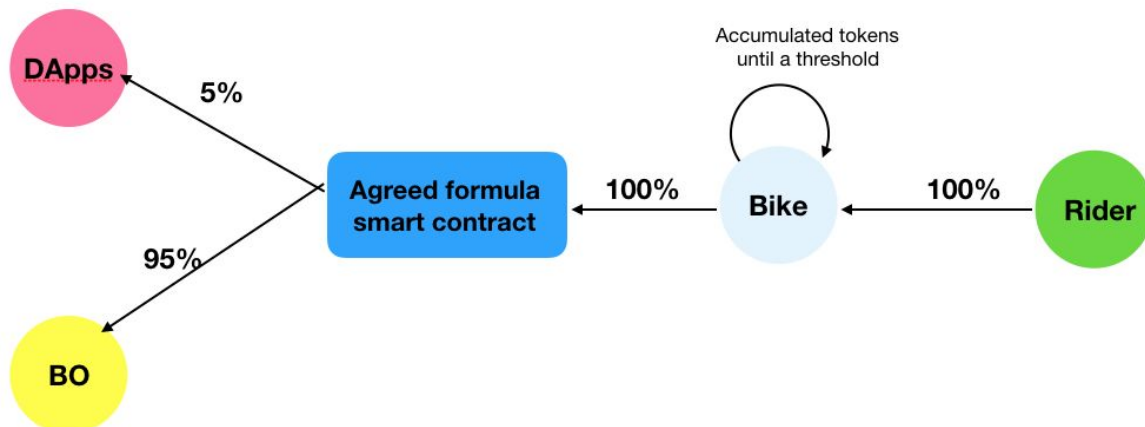 DApps
5%
Accumulated tokens
until a threshold
Agreed formula
smart contract
100%
Bike
100%
Rider
95%
BO